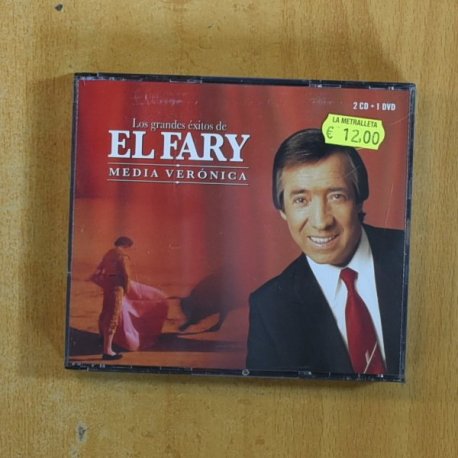 2 CD + 1 DVD
LA METRALLETA
€ 12,00
Los grandes éxitos de
EL FARY
MEDIA VERÓNICA